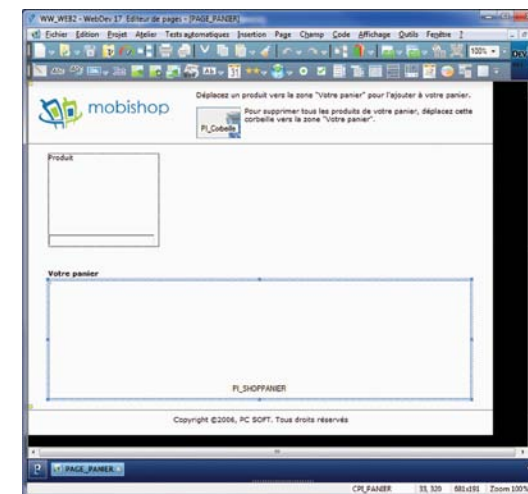 WW_WEB2 - WebDev 17 Editeur de pages - [PAGE_PANIER]
Fichier Edition Projet Atelier Tests automatiques Insertion Page Champ Code Affichage Outils Fenêtre ?
100%
mobishop
Déplacez un produit vers la zone "Votre panier" pour l'ajouter à votre panier.
PI_Corbeille
Pour supprimer tous les produits de votre panier, déplacez cette
corbeille vers la zone "Votre panier".
Produit
Votre panier
PI_SHOPPANIER
Copyright ©2006, PC SOFT. Tous droits réservés
PAGE_PANIER
CPI_PANIER 33, 320 681x191 Zoom 100%